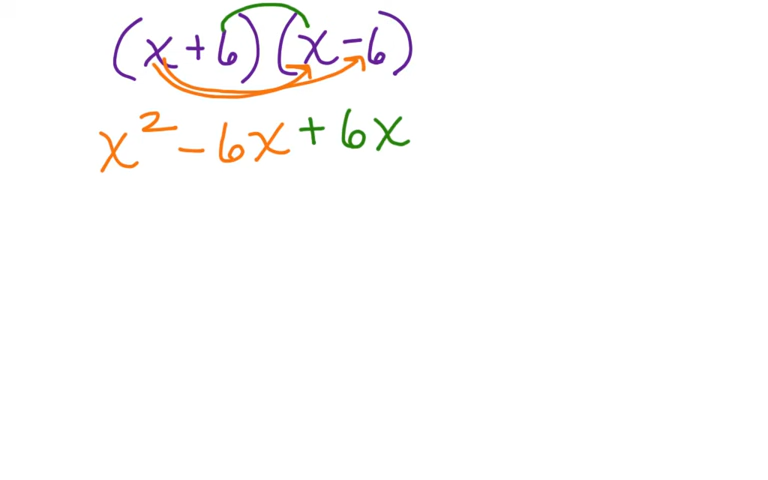 (x + 6)(x - 6)
x² - 6x + 6x